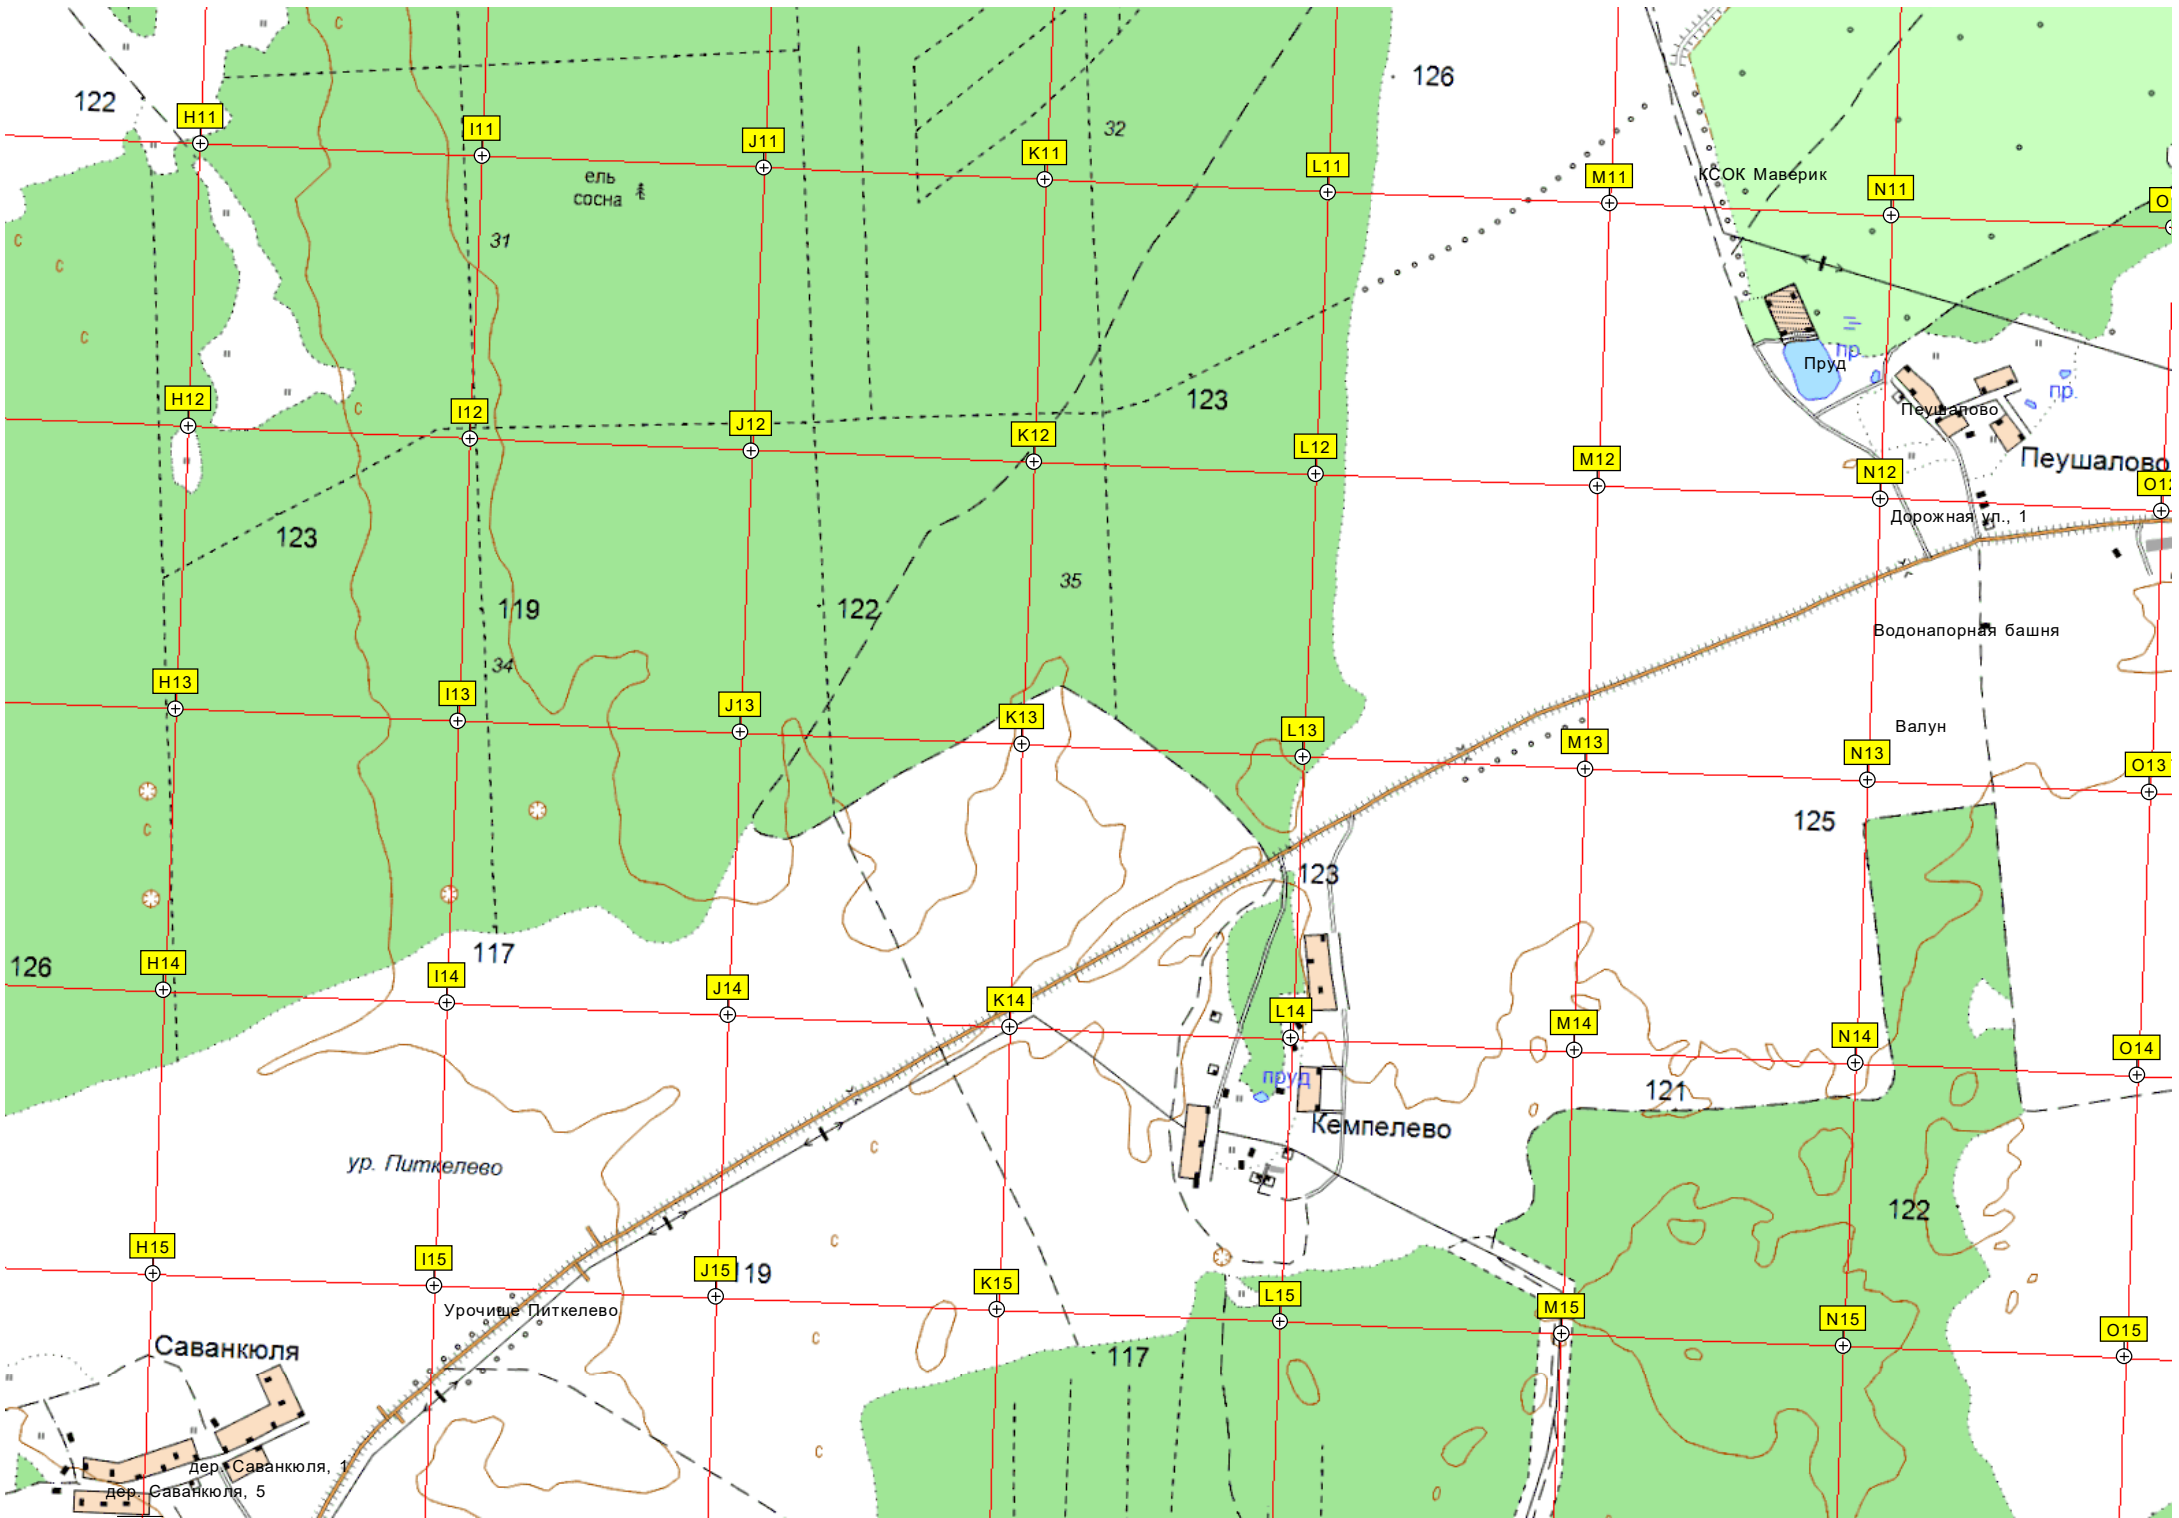 122
126
32
H11
I11
J11
K11
L11
M11
КСОК Маверик
N11
ель
сосна
31
H12
I12
J12
K12
L12
M12
N12
O12
123
пр.
Пруд
пр.
Пеушалово
Пеушалово
123
Дорожная ул., 1
119
122
35
Водонапорная башня
34
H13
I13
J13
K13
L13
M13
N13
O13
Валун
125
123
117
126
H14
I14
J14
K14
L14
M14
N14
O14
пруд
121
Кемпелево
ур. Питкелево
122
H15
I15
J15
119
K15
L15
M15
N15
O15
Урочище Питкелево
Саванкюля
117
дер. Саванкюля, 1
дер. Саванкюля, 5